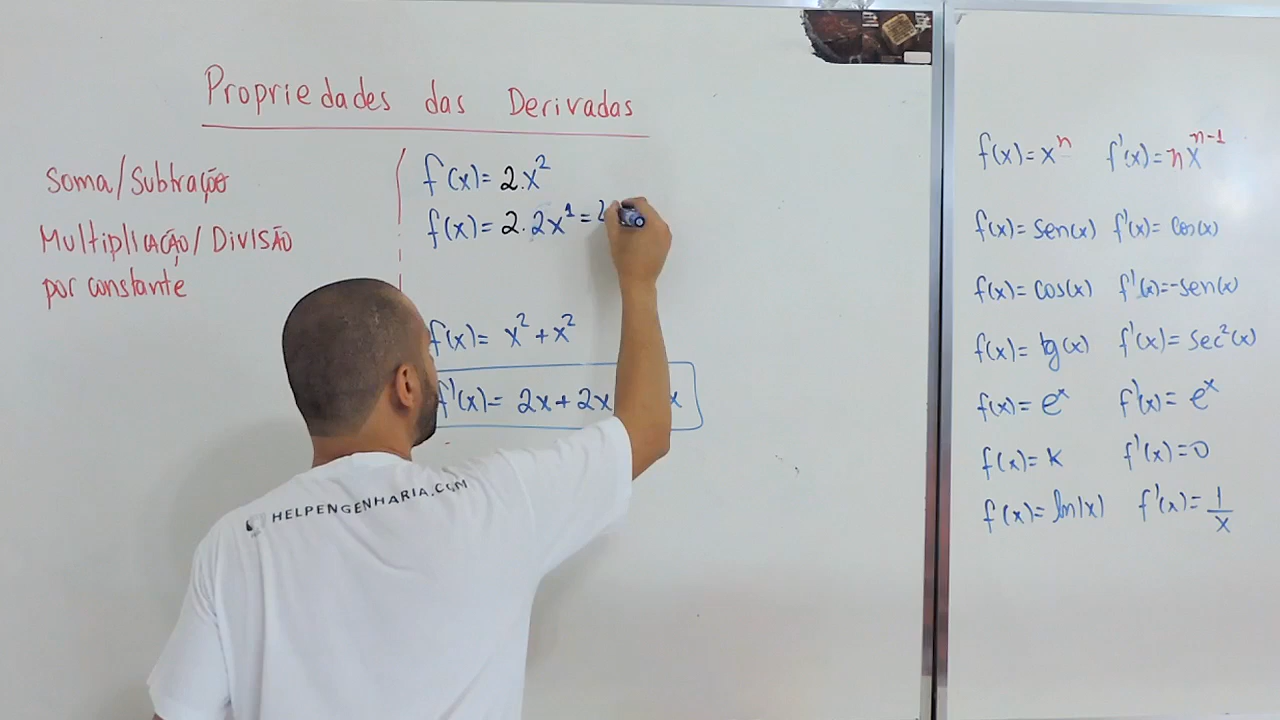 Propriedades das Derivadas
Soma/Subtração
Multiplicação/Divisão
por constante
f(x)= 2.x²
f(x)= 2.2x¹=
f(x)= x²+x²
f'(x)= 2x+2x x
HELPENGENHARIA.COM
f(x)=xⁿ f'(x)=nxⁿ⁻¹
f(x)=sen(x) f'(x)= cos(x)
f(x)= cos(x) f'(x)=-sen(x)
f(x)= tg(x) f'(x)= sec²(x)
f(x)= eˣ f'(x)= eˣ
f(x)= K f'(x)=0
f(x)=ln|x| f'(x)= 1/x